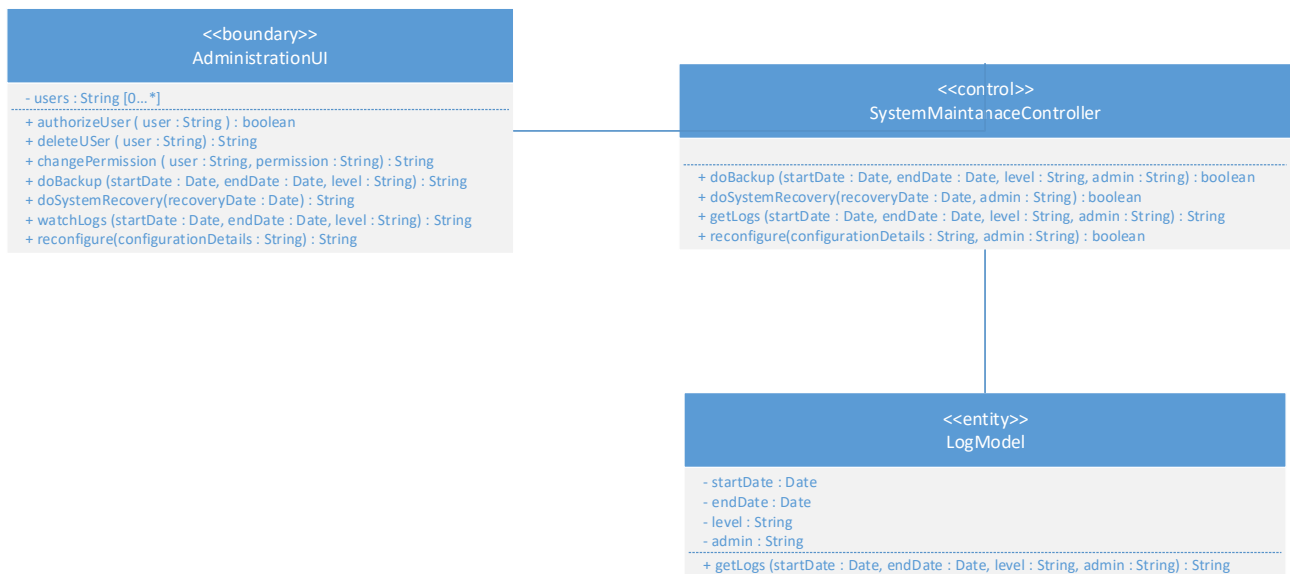 <<boundary>>
AdministrationUI
- users : String [0...*]
+ authorizeUser ( user : String ) : boolean
+ deleteUSer ( user : String) : String
+ changePermission ( user : String, permission : String) : String
+ doBackup (startDate : Date, endDate : Date, level : String) : String
+ doSystemRecovery(recoveryDate : Date) : String
+ watchLogs (startDate : Date, endDate : Date, level : String) : String
+ reconfigure(configurationDetails : String) : String
<<control>>
SystemMaintanaceController
+ doBackup (startDate : Date, endDate : Date, level : String, admin : String) : boolean
+ doSystemRecovery(recoveryDate : Date, admin : String) : boolean
+ getLogs (startDate : Date, endDate : Date, level : String, admin : String) : String
+ reconfigure(configurationDetails : String, admin : String) : boolean
<<entity>>
LogModel
- startDate : Date
- endDate : Date
- level : String
- admin : String
+ getLogs (startDate : Date, endDate : Date, level : String, admin : String) : String